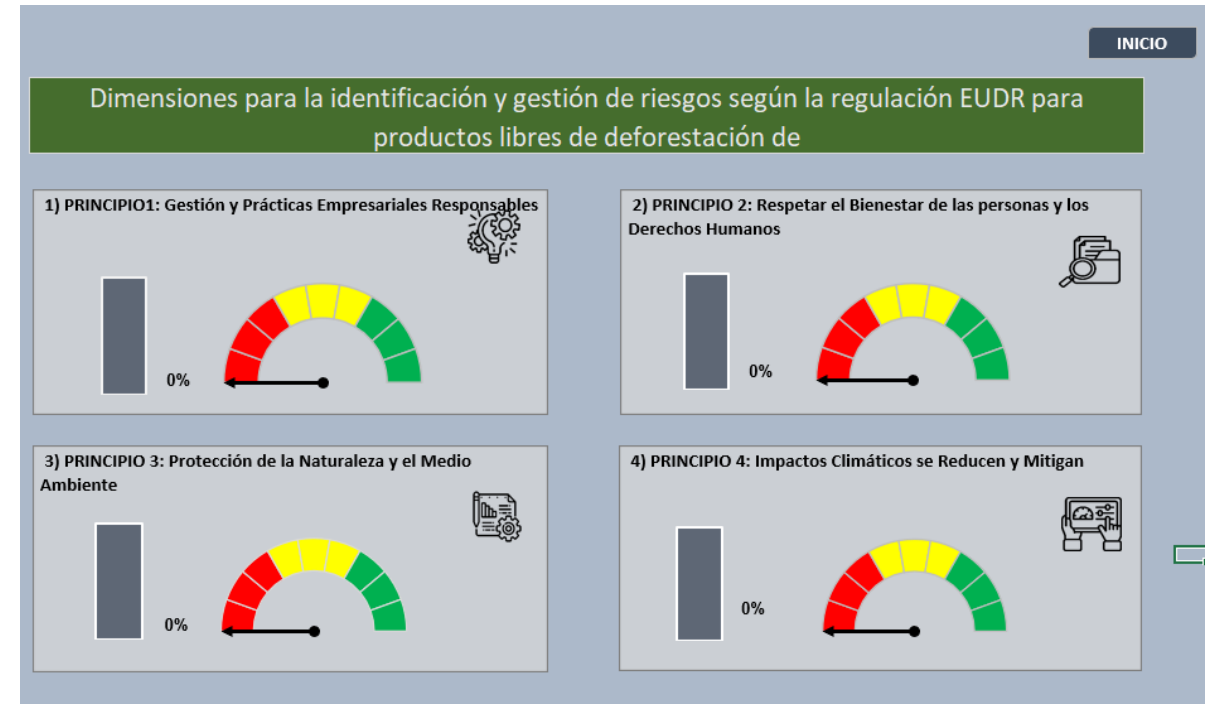 INICIO
Dimensiones para la identificación y gestión de riesgos según la regulación EUDR para
productos libres de deforestación de
1) PRINCIPIO1: Gestión y Prácticas Empresariales Responsables
0%
2) PRINCIPIO 2: Respetar el Bienestar de las personas y los
Derechos Humanos
0%
3) PRINCIPIO 3: Protección de la Naturaleza y el Medio
Ambiente
0%
4) PRINCIPIO 4: Impactos Climáticos se Reducen y Mitigan
0%